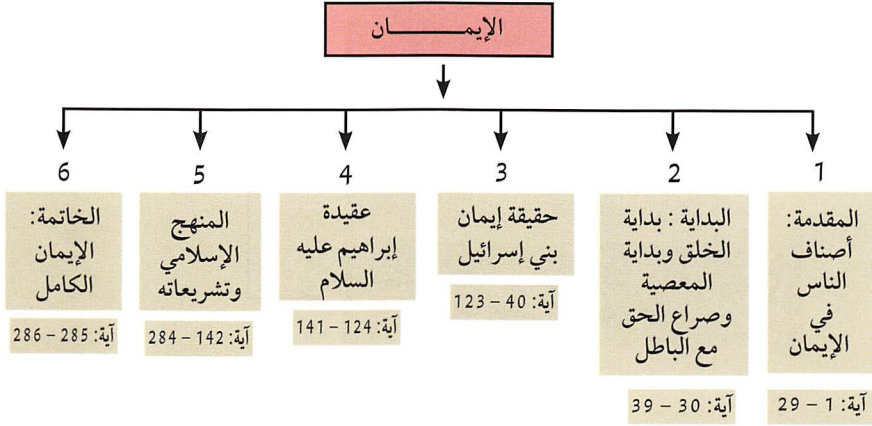 الإيمـــــــان
1
المقدمة:
أصناف
الناس
في
الإيمان
آية: 1 – 29
2
البداية : بداية
الخلق وبداية
المعصية
وصراع الحق
مع الباطل
آية: 30 – 39
3
حقيقة إيمان
بني إسرائيل
آية: 40 – 123
4
عقيدة
إبراهيم عليه
السلام
آية: 124 – 141
5
المنهج
الإسلامي
وتشريعاته
آية: 142 – 284
6
الخاتمة:
الإيمان
الكامل
آية: 285 – 286